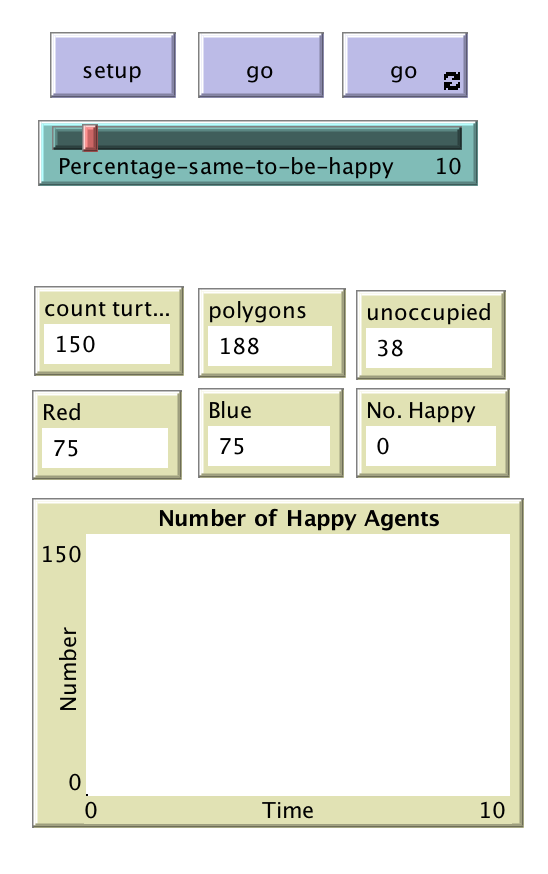 setup go go
Percentage-same-to-be-happy 10
count turt... polygons unoccupied
150 188 38
Red Blue No. Happy
75 75 0
Number of Happy Agents
150
Number
0
0 Time 10